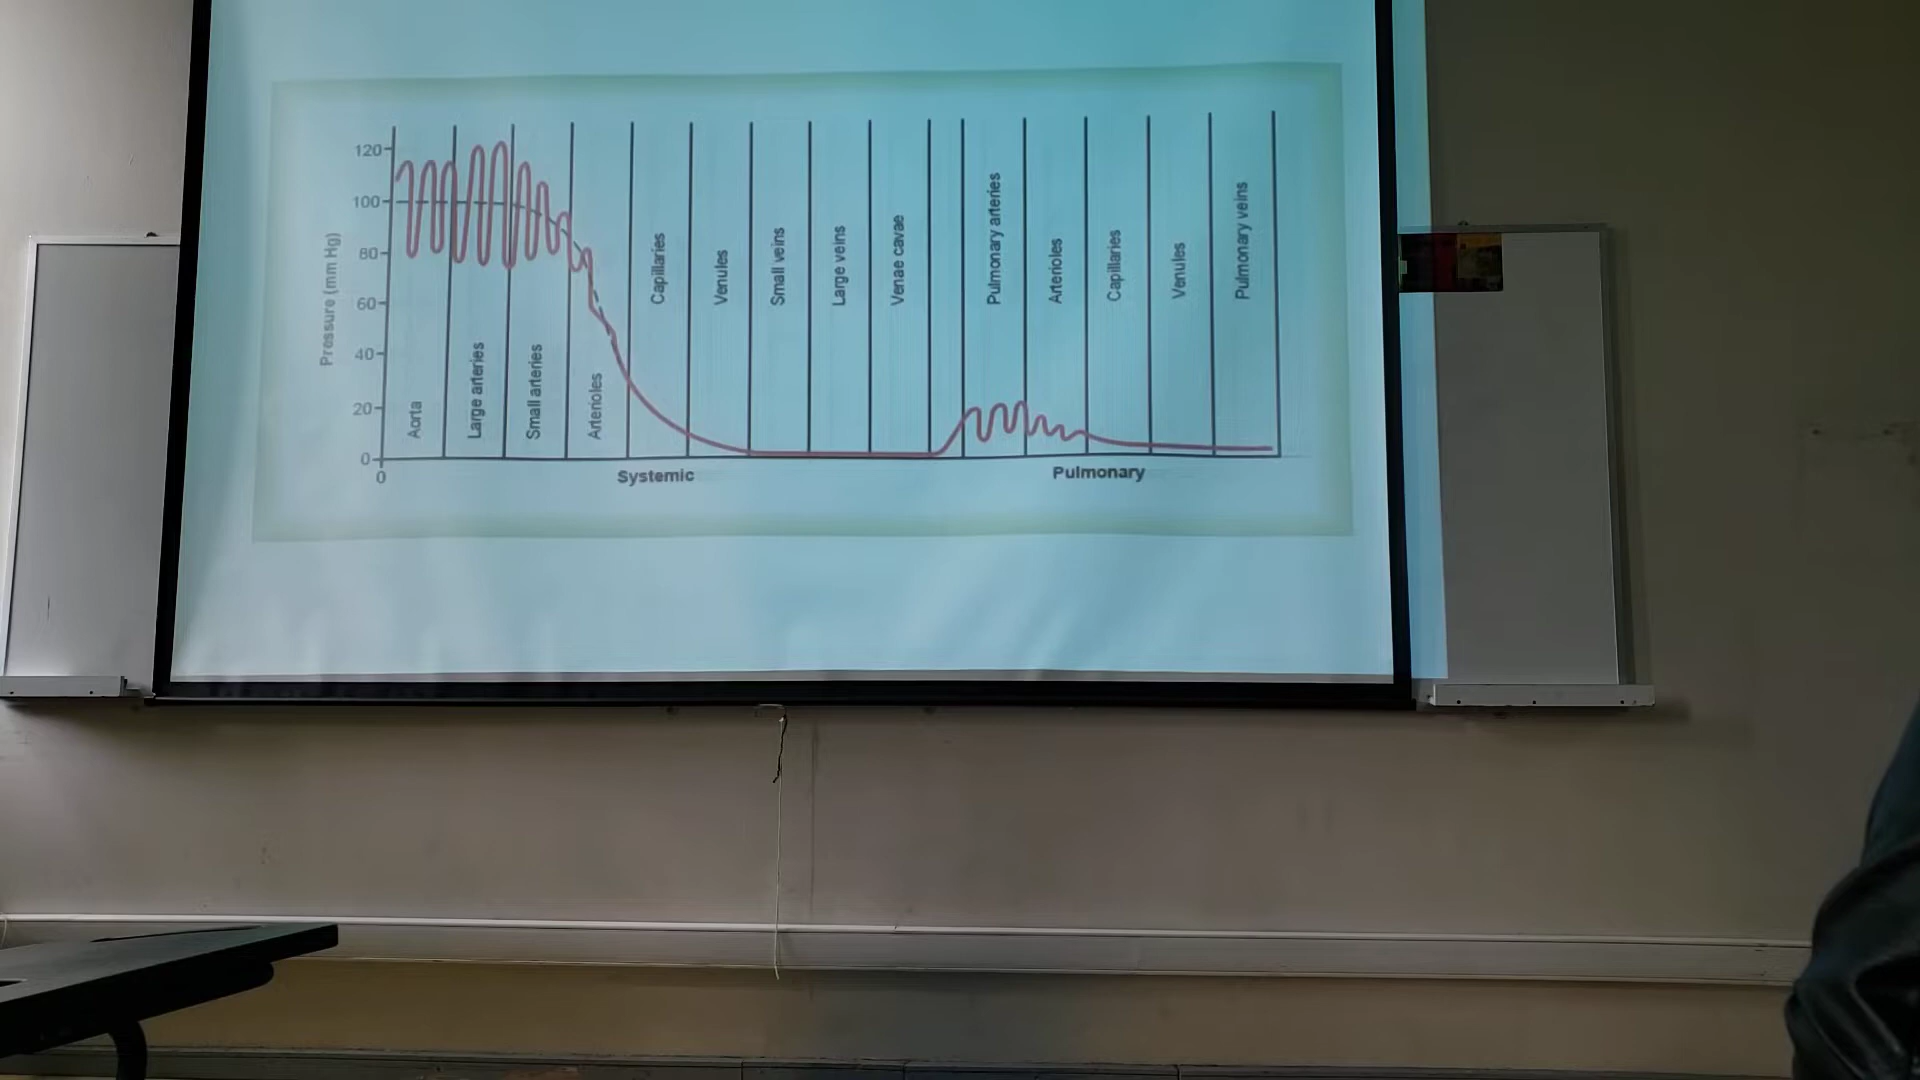 Pressure (mm Hg)
120
100
80
60
40
20
0
0
Aorta
Large arteries
Small arteries
Arterioles
Capillaries
Venules
Small veins
Large veins
Venae cavae
Pulmonary arteries
Arterioles
Capillaries
Venules
Pulmonary veins
Systemic
Pulmonary